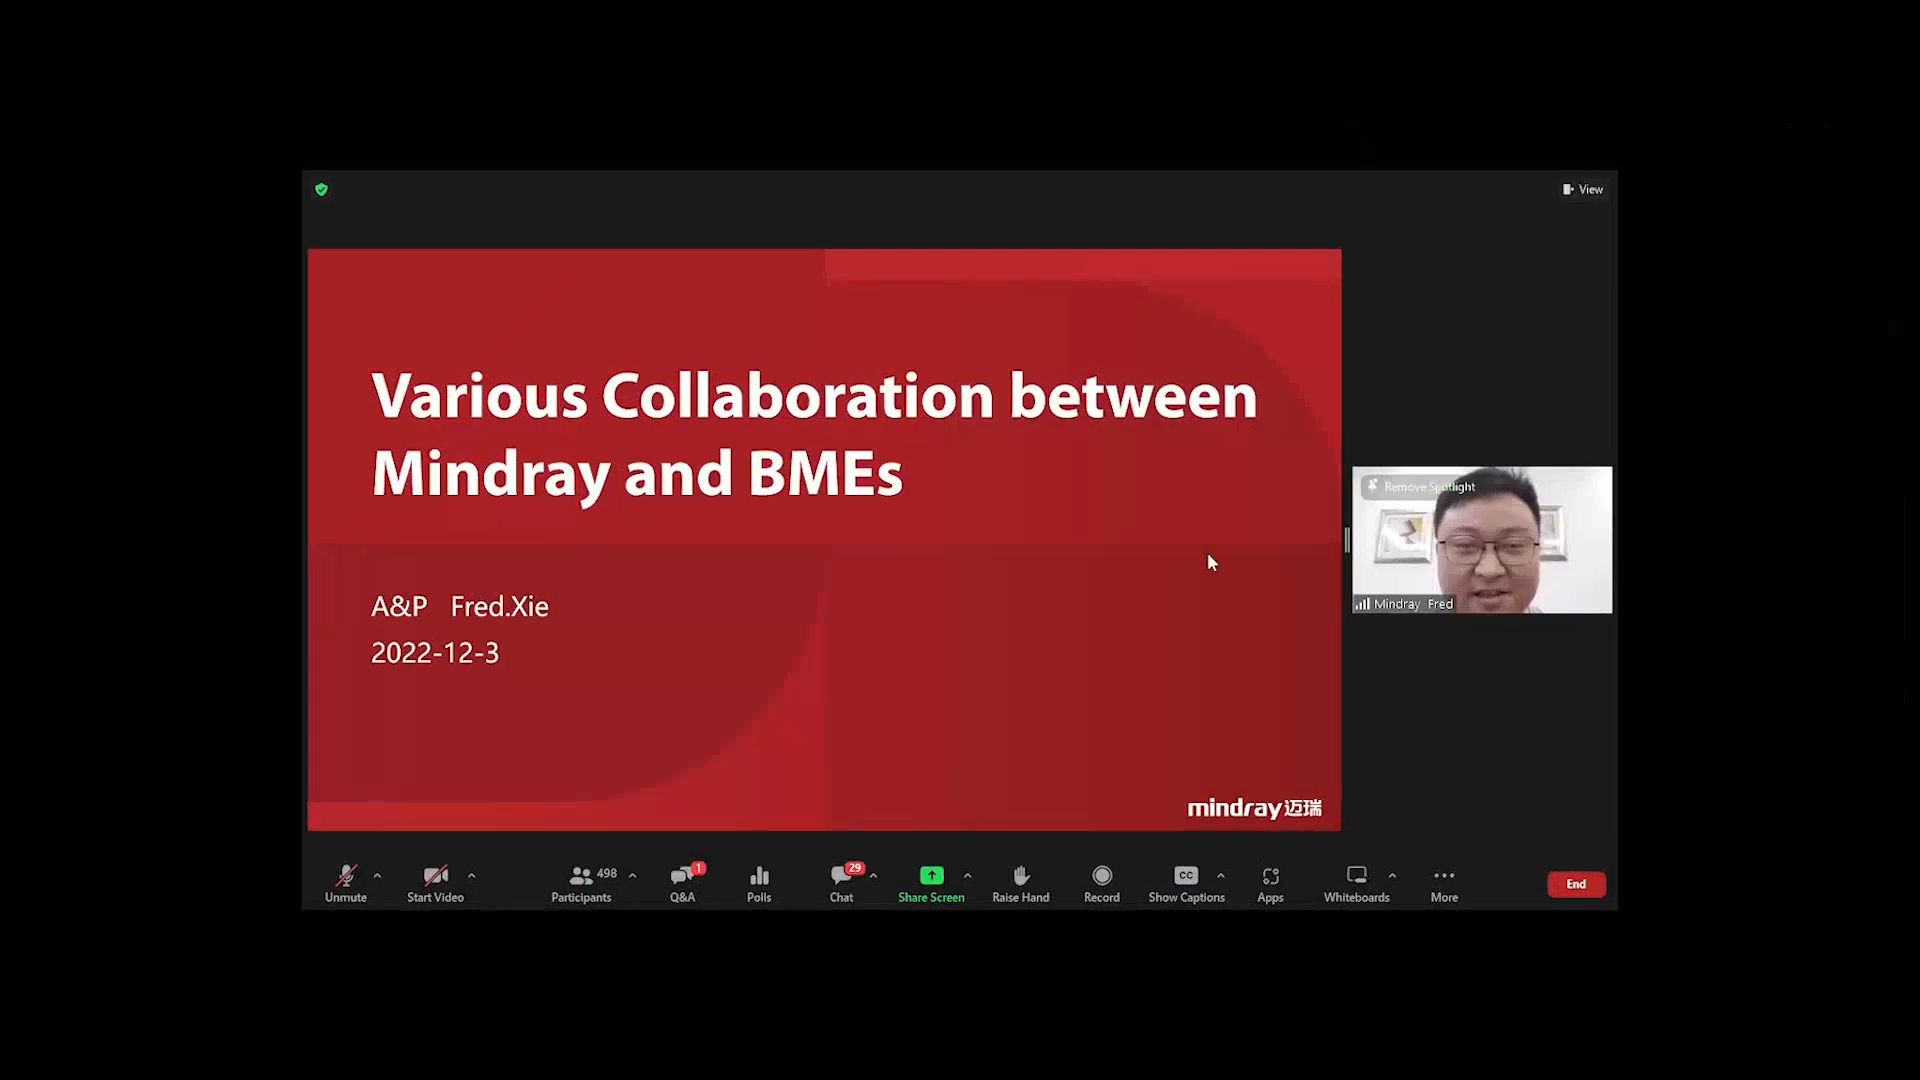 View
Various Collaboration between
Mindray and BMEs
A&P Fred.Xie
2022-12-3
mindray迈瑞
Remove Spotlight
Mindray Fred
498
1
29
CC
Unmute
Start Video
Participants
Q&A
Polls
Chat
Share Screen
Raise Hand
Record
Show Captions
Apps
Whiteboards
More
End